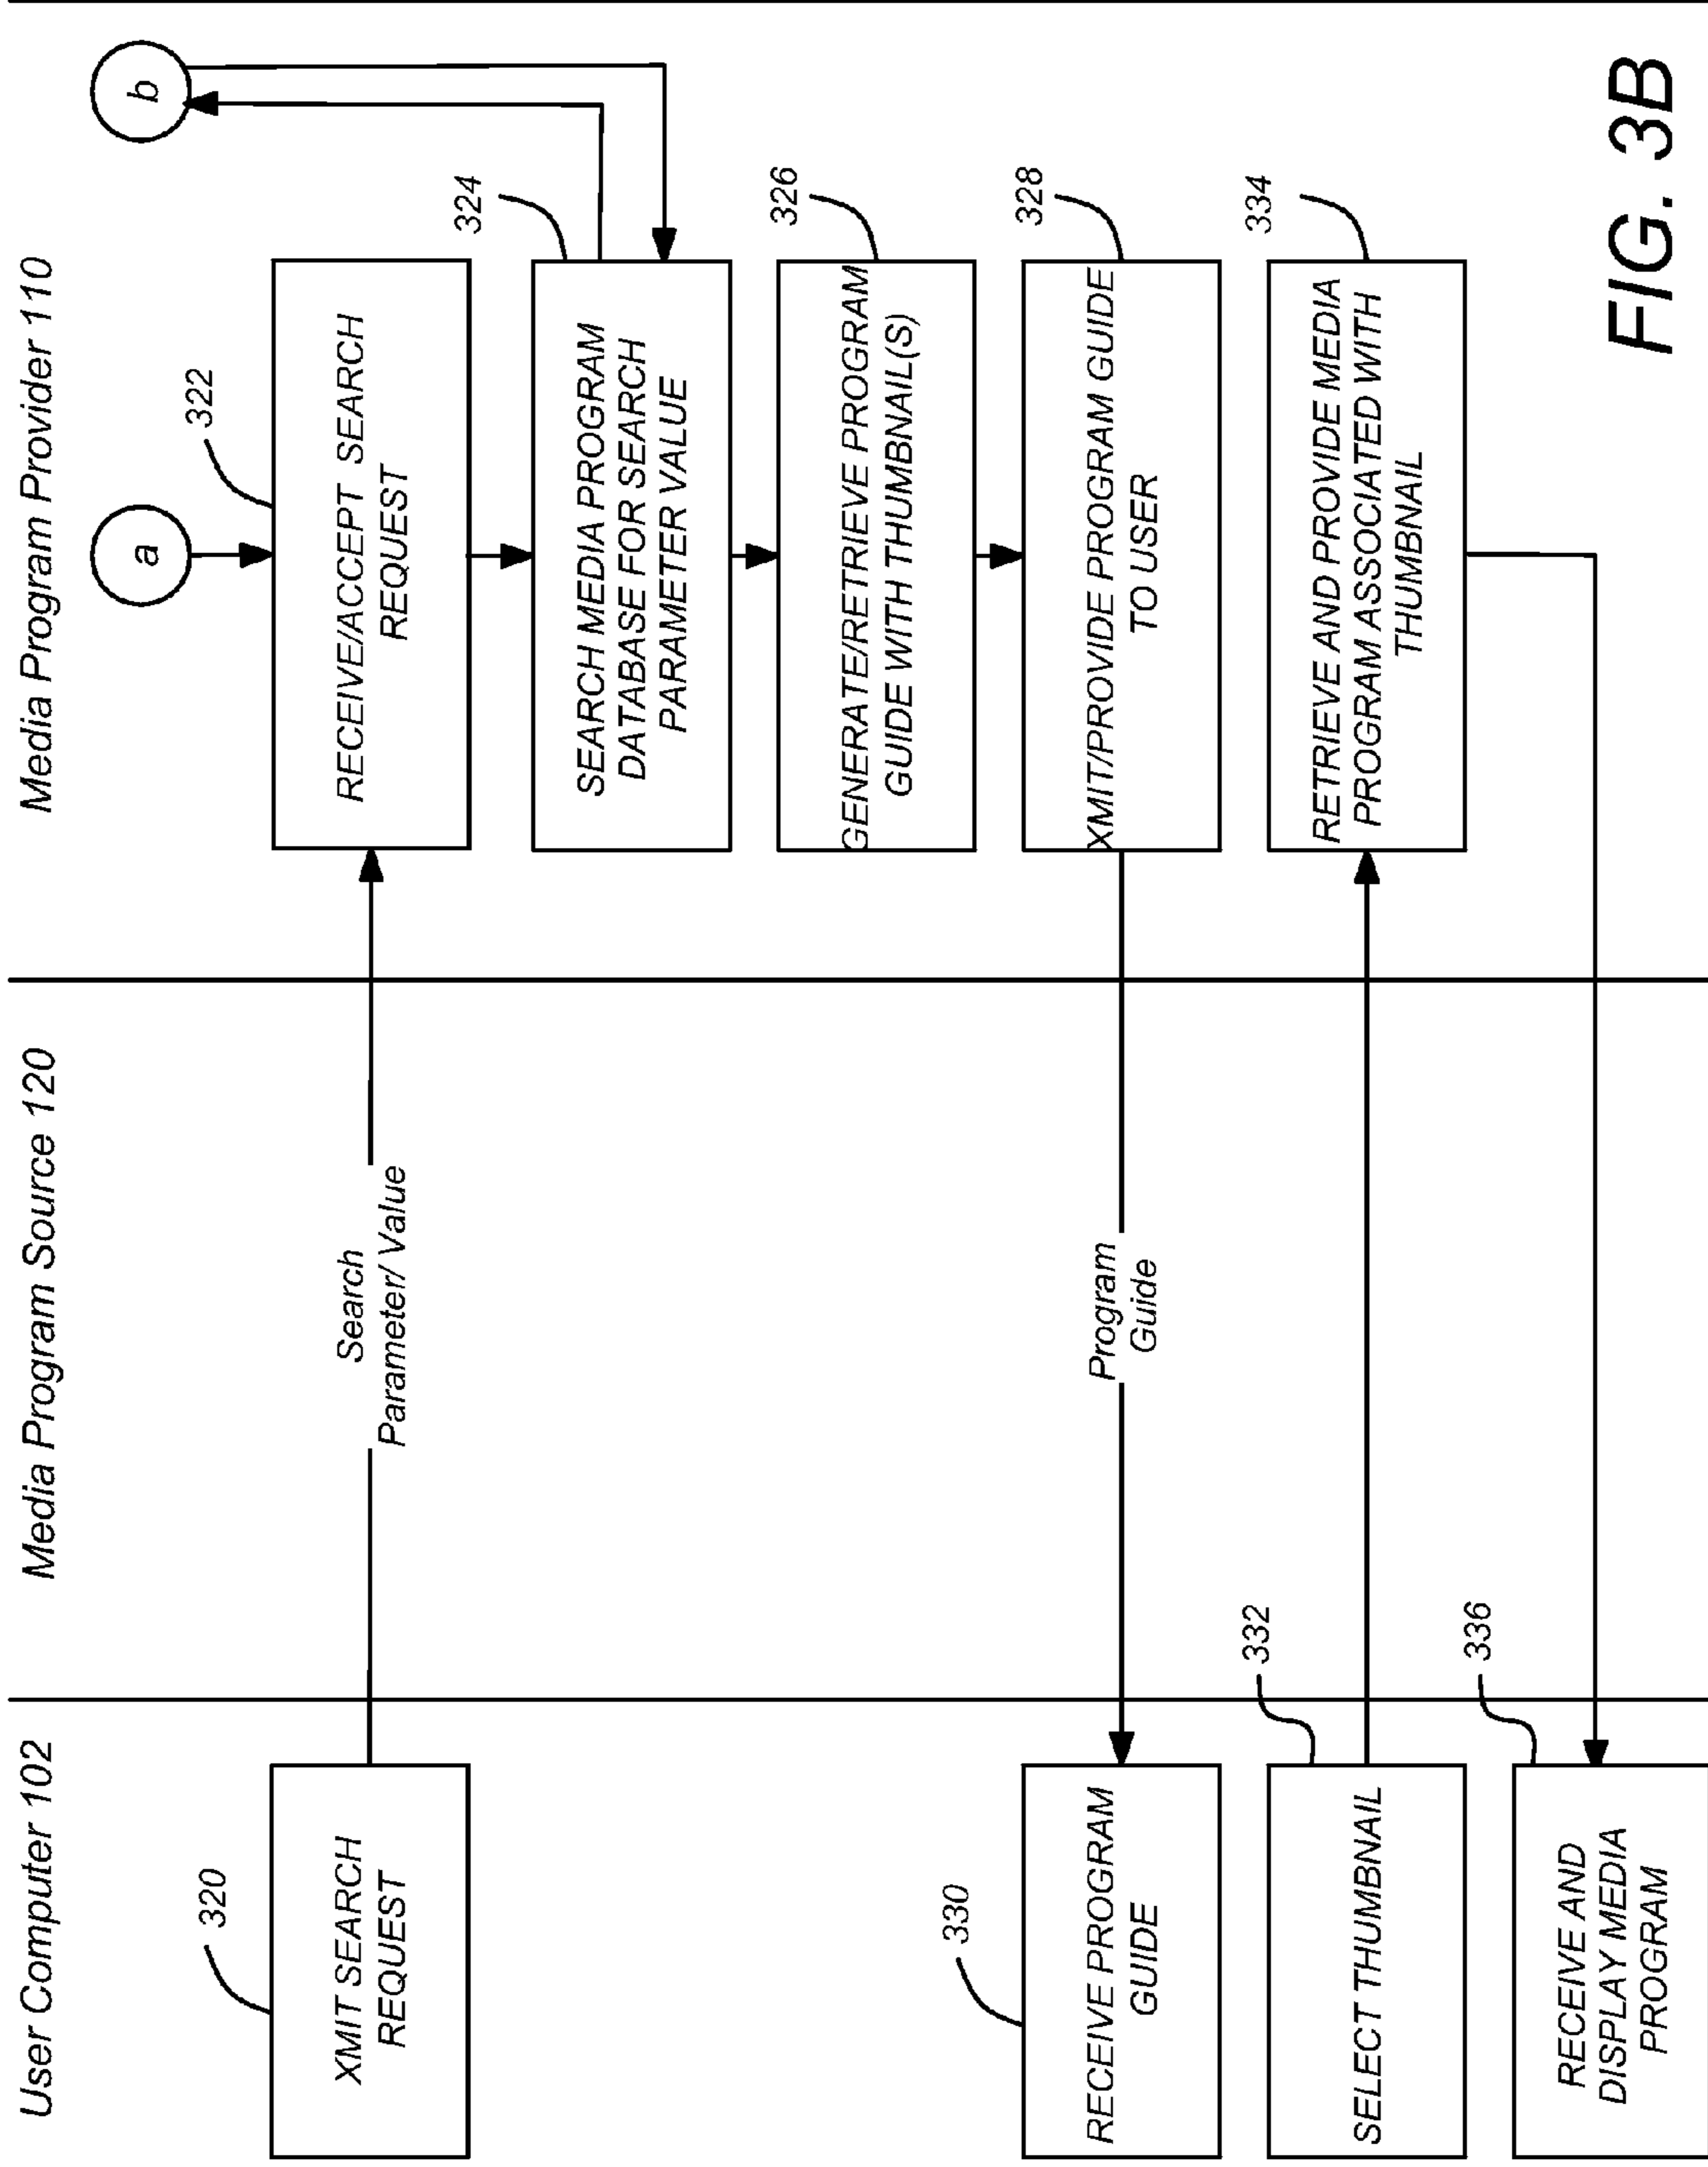 User Computer 102
Media Program Source 120
Media Program Provider 110
a
b
320
XMIT SEARCH
REQUEST
Search
Parameter/ Value
322
RECEIVE/ACCEPT SEARCH
REQUEST
324
SEARCH MEDIA PROGRAM
DATABASE FOR SEARCH
PARAMETER VALUE
326
GENERATE/RETRIEVE PROGRAM
GUIDE WITH THUMBNAIL(S)
328
XMIT/PROVIDE PROGRAM GUIDE
TO USER
Program
Guide
330
RECEIVE PROGRAM
GUIDE
332
SELECT THUMBNAIL
334
RETRIEVE AND PROVIDE MEDIA
PROGRAM ASSOCIATED WITH
THUMBNAIL
336
RECEIVE AND
DISPLAY MEDIA
PROGRAM
FIG. 3B